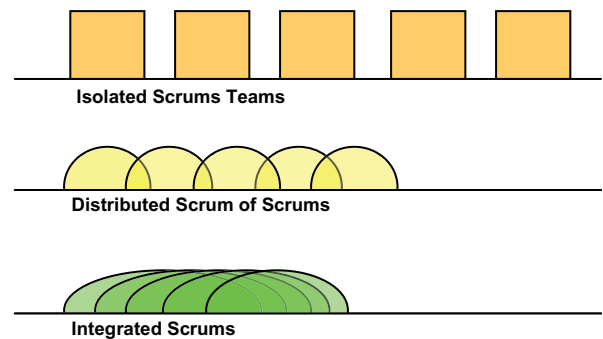 Isolated Scrums Teams
Distributed Scrum of Scrums
Integrated Scrums